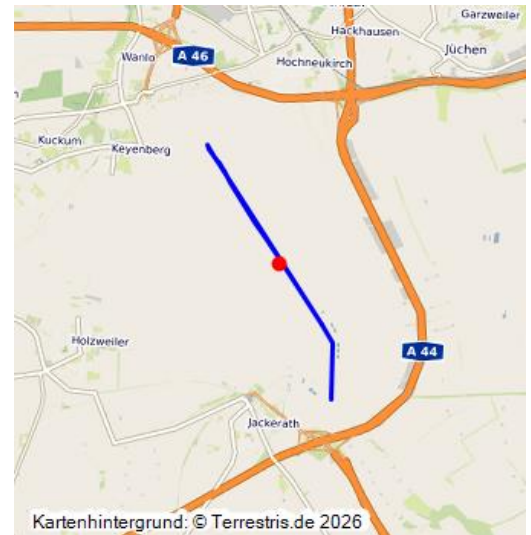 Garzweiler
Hackhausen
Jüchen
Wanlo
A 46
Hochneukirch
Kuckum
Keyenberg
Holzweiler
A 44
Jackerath
Kartenhintergrund: © Terrestris.de 2026